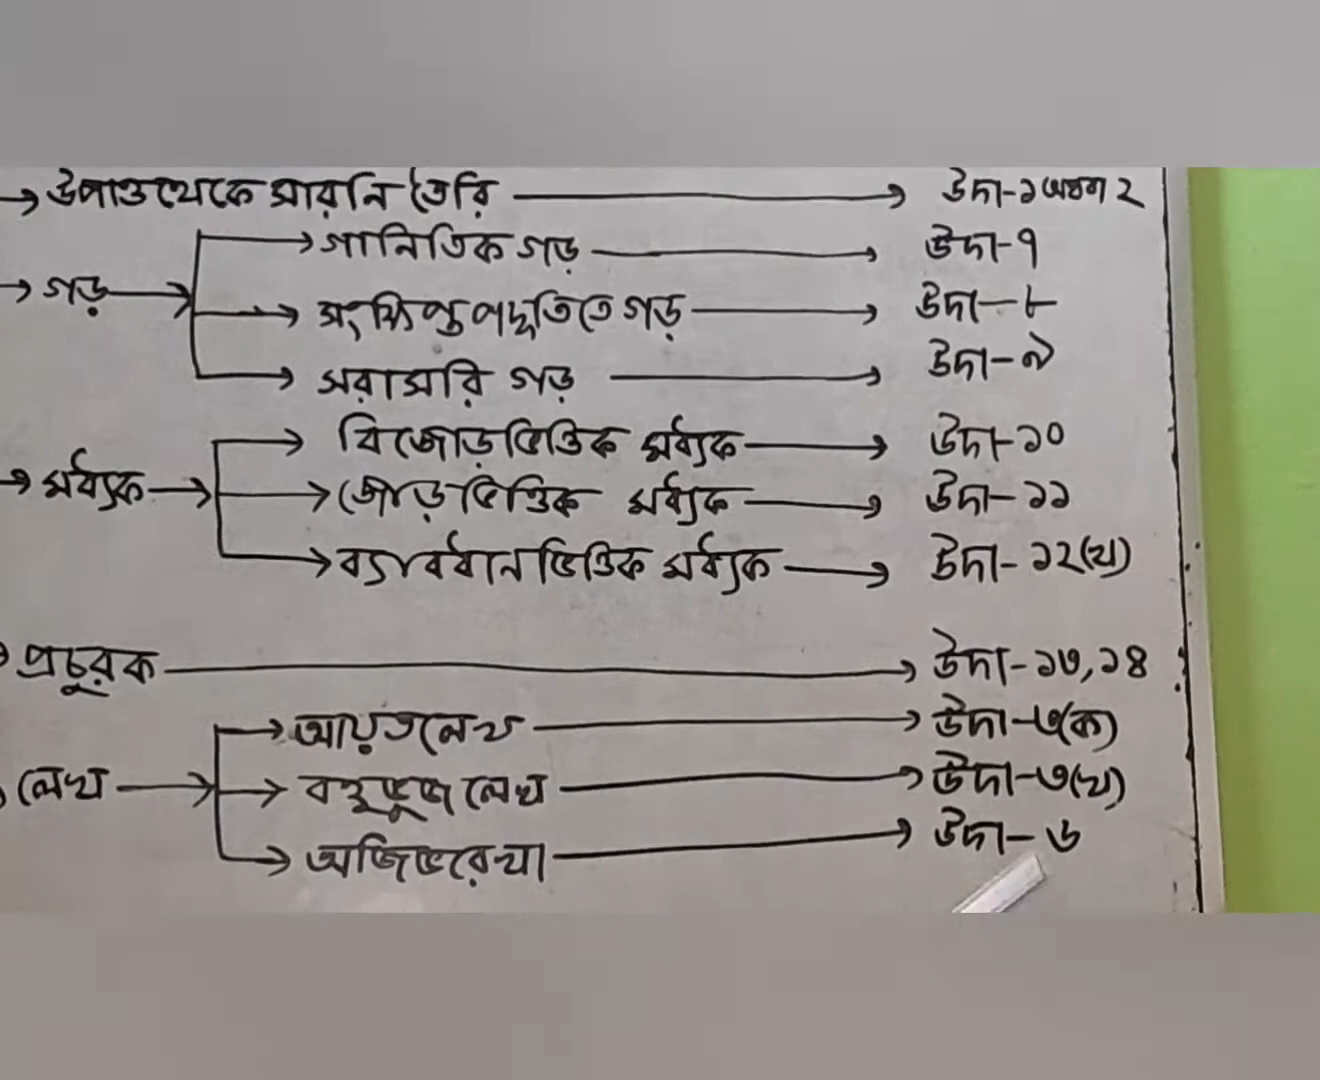 → উপাত্ত থেকে সারনি তৈরি → উদা-১ অথবা ২
→ গড় → গানিতিক গড় → উদা-৭
→ সংক্ষিপ্ত পদ্ধতিতে গড় → উদা-৮
→ সরাসরি গড় → উদা-৯
→ মধ্যক → বিজোড়ভিত্তিক মধ্যক → উদা-১০
→ জোড়ভিত্তিক মধ্যক → উদা-১১
→ ব্যাবধানভিত্তিক মধ্যক → উদা-১২(খ)
→ প্রচুরক → উদা-১৩,১৪
লেখ → আয়তলেখ → উদা-৩(ক)
→ বহুভুজ লেখ → উদা-৩(খ)
→ অজিভরেখা → উদা-৬